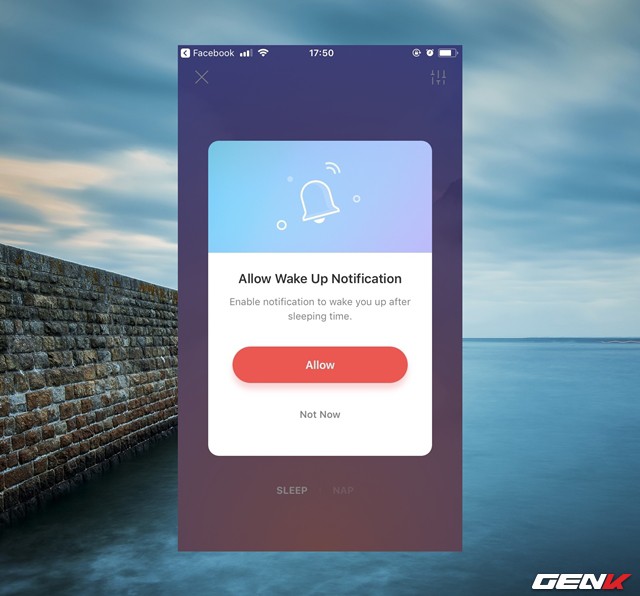 Facebook 17:50
Allow Wake Up Notification
Enable notification to wake you up after
sleeping time.
Allow
Not Now
SLEEP NAP
GENK